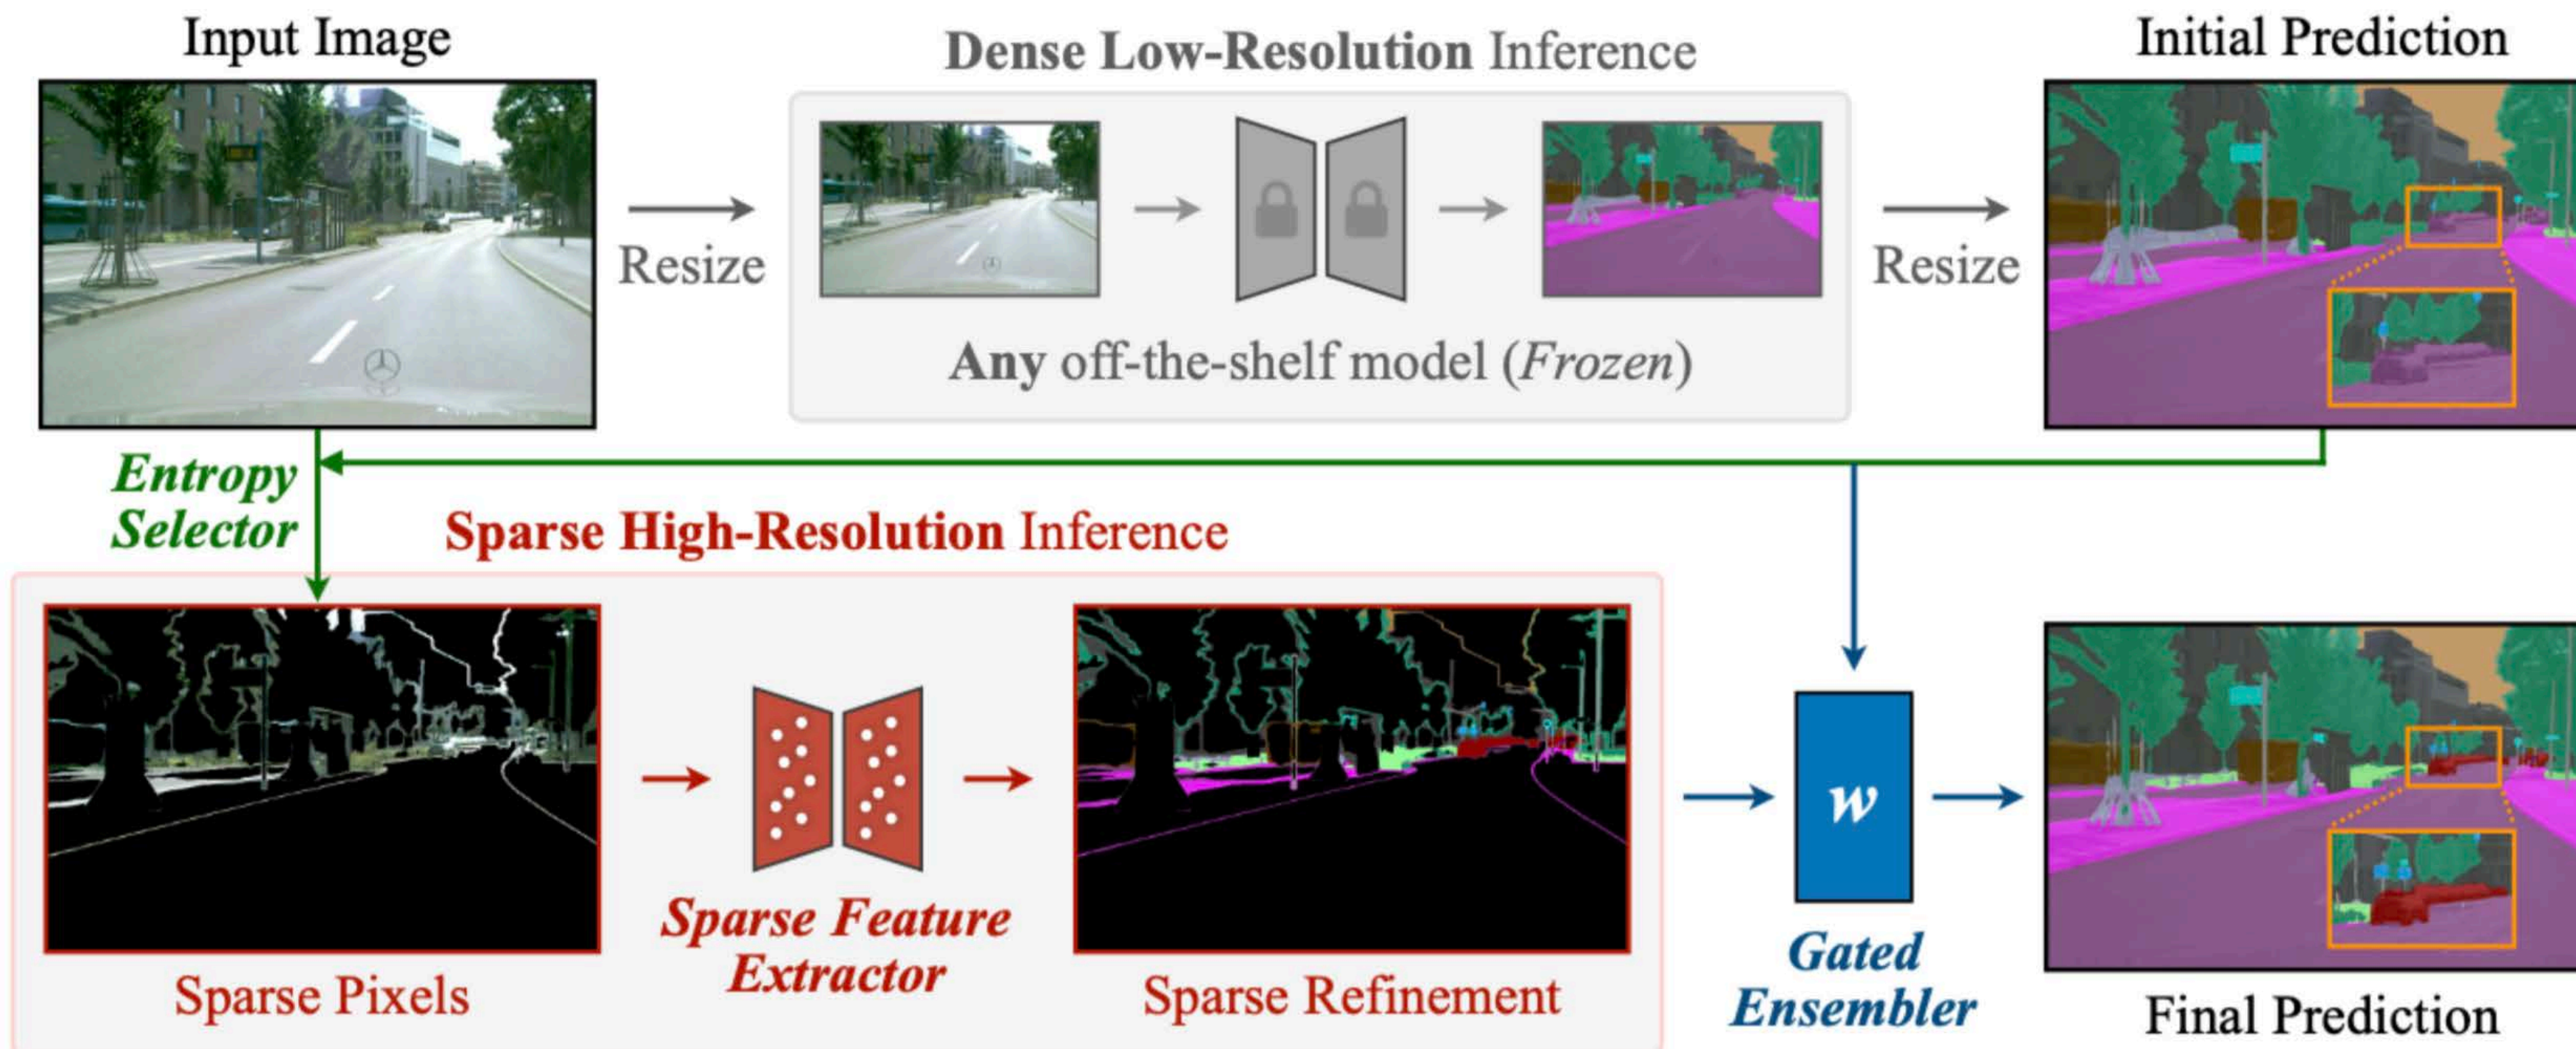 Input Image
Dense Low-Resolution Inference
Initial Prediction
Resize
Any off-the-shelf model (Frozen)
Resize
Entropy
Selector
Sparse High-Resolution Inference
Sparse Pixels
Sparse Feature
Extractor
Sparse Refinement
w
Gated
Ensembler
Final Prediction